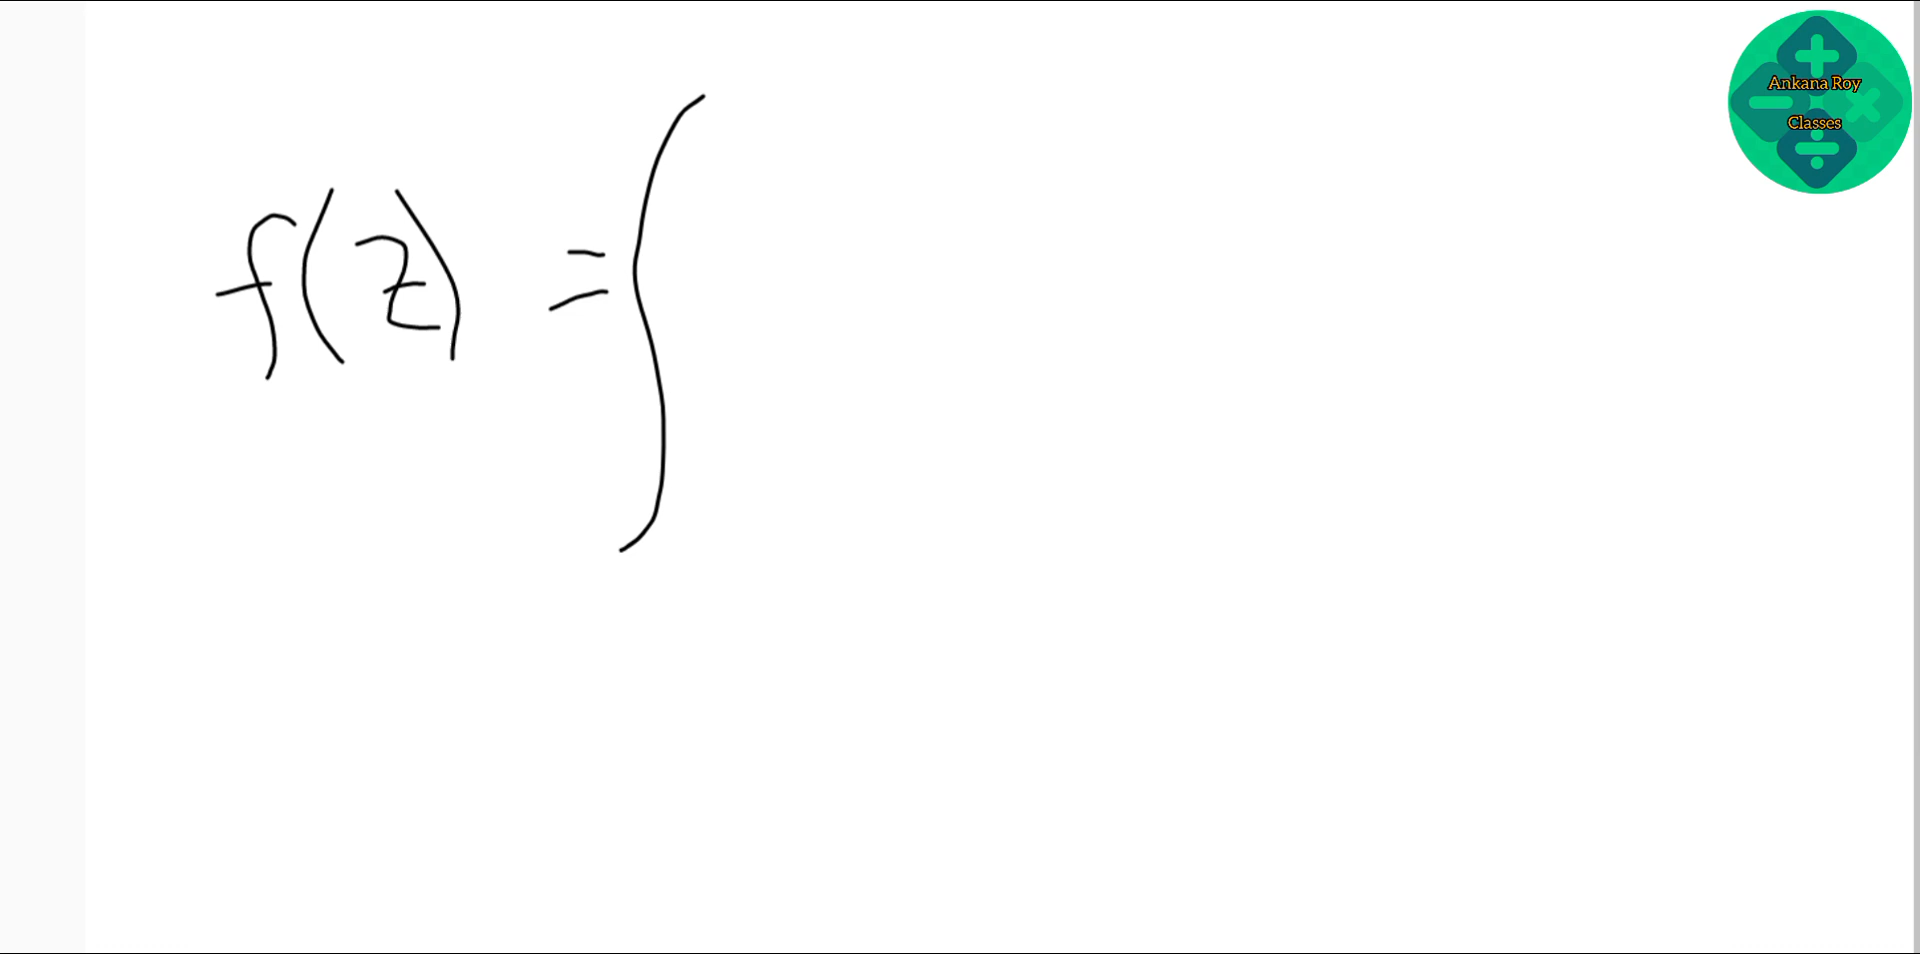 f(z) = {
Ankana Roy
Classes